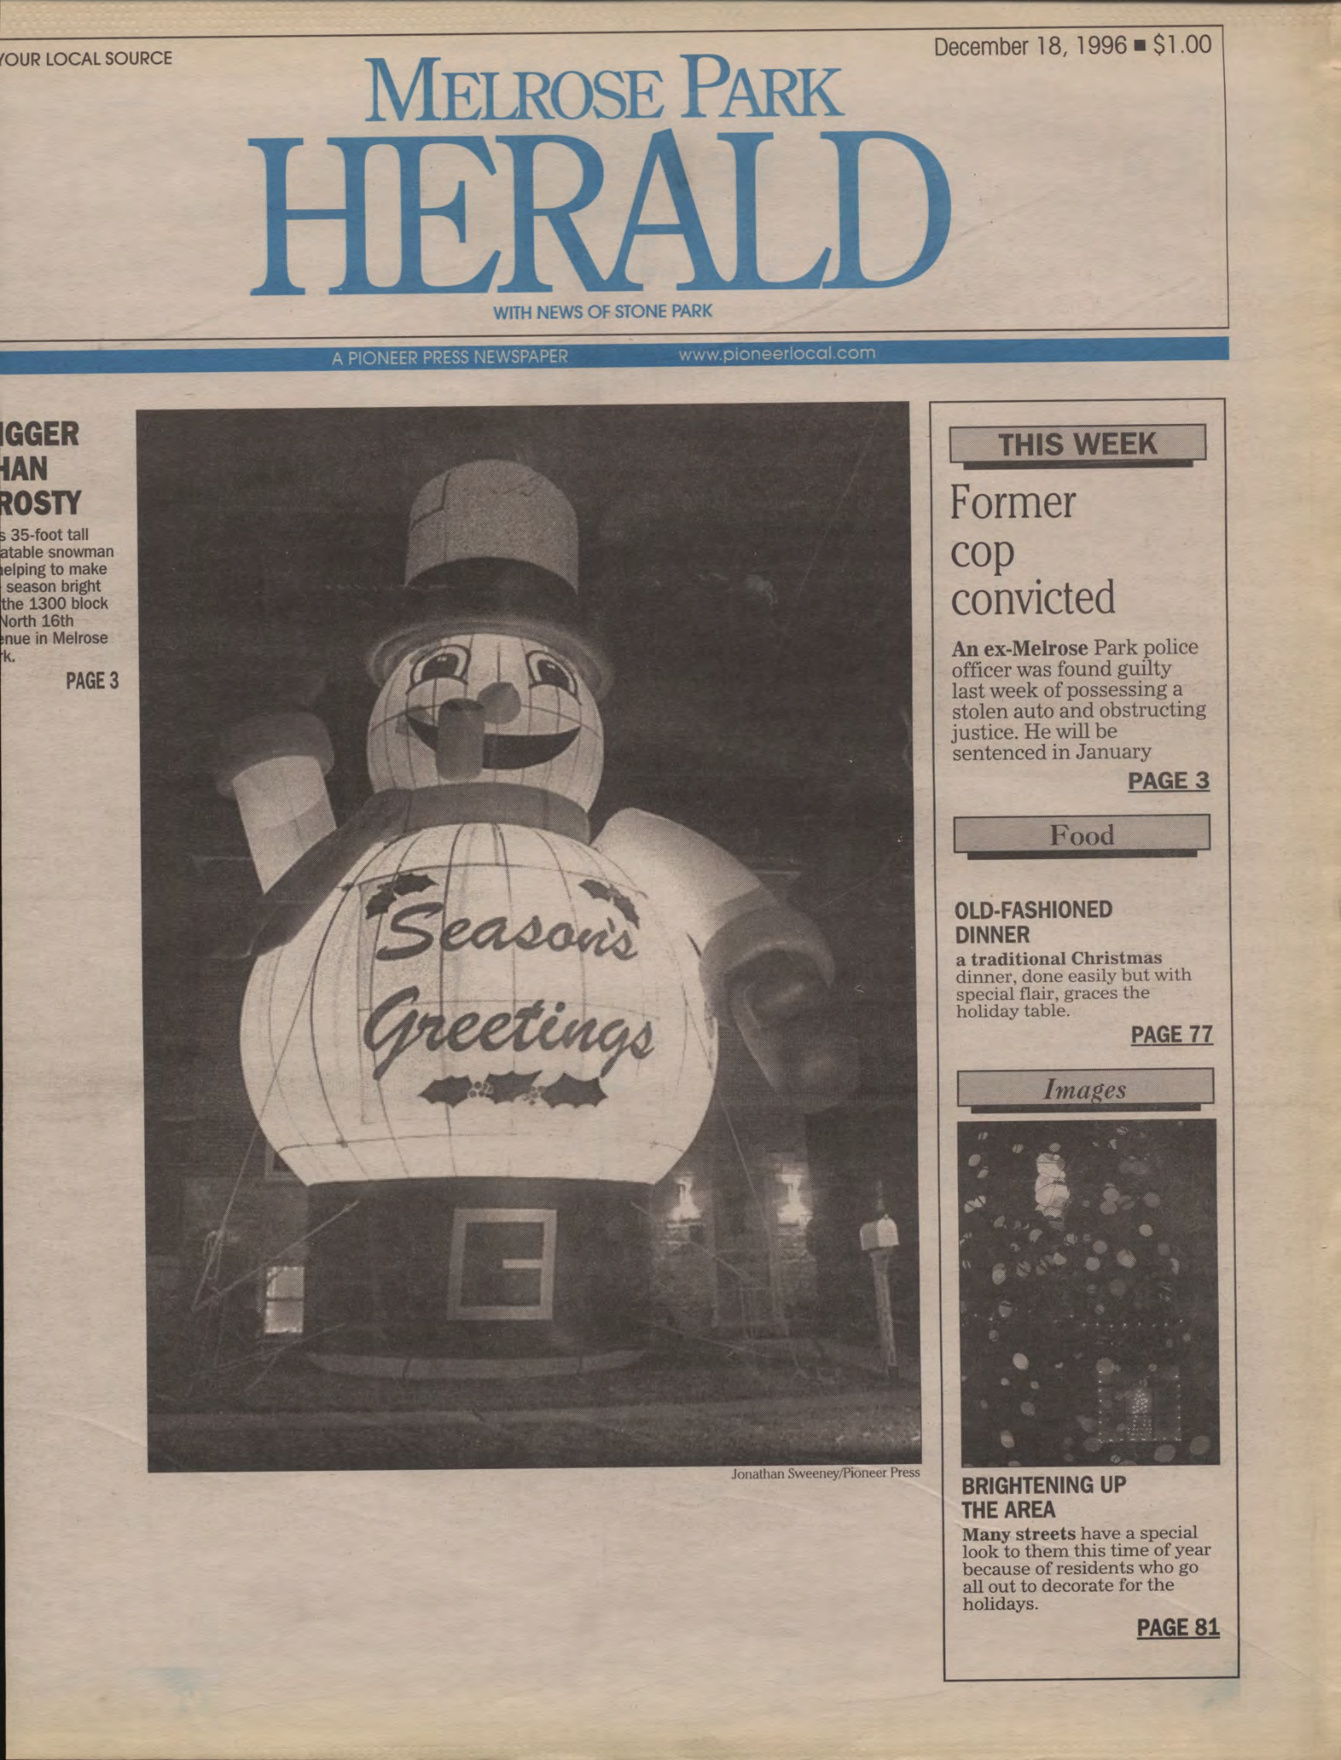 YOUR LOCAL SOURCE
December 18, 1996 ■ $1.00
MELROSE PARK
HERALD
WITH NEWS OF STONE PARK
A PIONEER PRESS NEWSPAPER www.pioneerlocal.com
IGGER
HAN
ROSTY
s 35-foot tall
atable snowman
helping to make
season bright
the 1300 block
North 16th
enue in Melrose
rk.
PAGE 3
Season's
Greetings
Jonathan Sweeney/Pioneer Press
THIS WEEK
Former
cop
convicted
An ex-Melrose Park police
officer was found guilty
last week of possessing a
stolen auto and obstructing
justice. He will be
sentenced in January
PAGE 3
Food
OLD-FASHIONED
DINNER
a traditional Christmas
dinner, done easily but with
special flair, graces the
holiday table.
PAGE 77
Images
BRIGHTENING UP
THE AREA
Many streets have a special
look to them this time of year
because of residents who go
all out to decorate for the
holidays.
PAGE 81